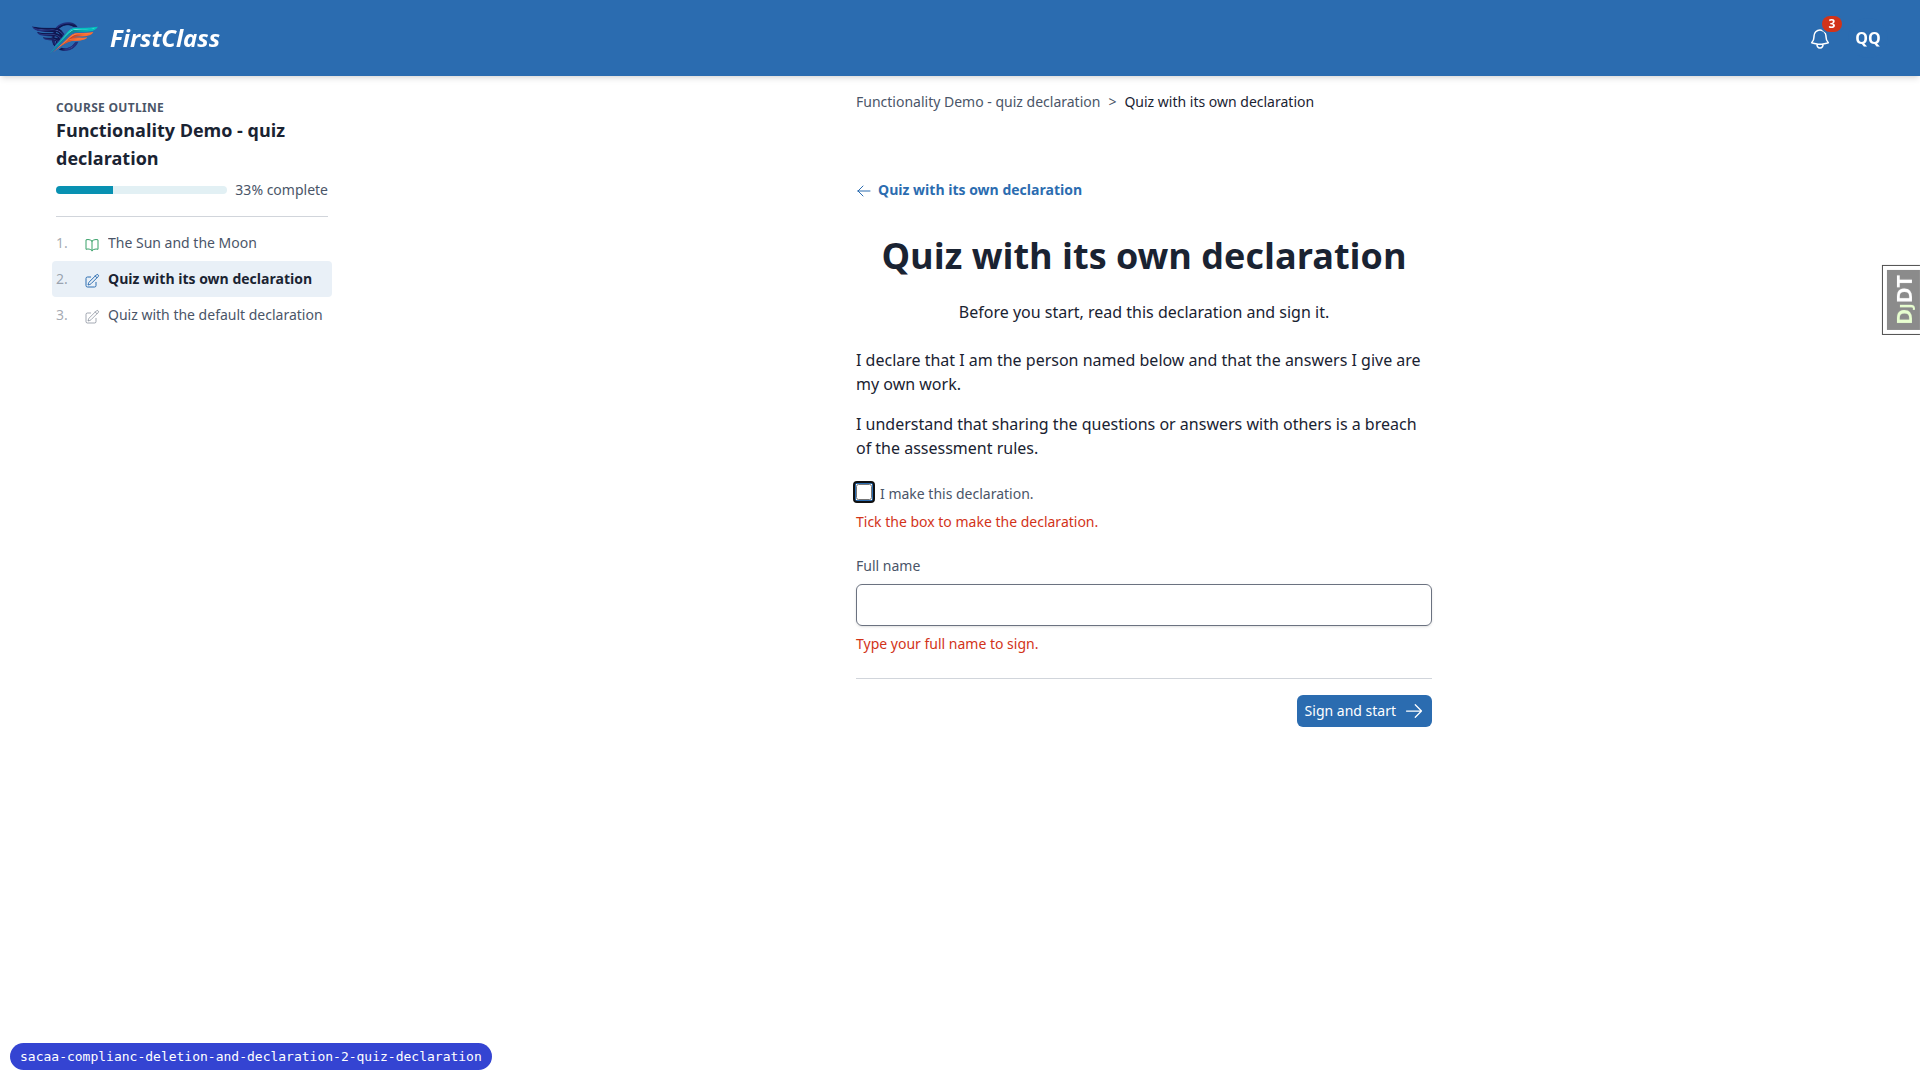 FirstClass
3
QQ
COURSE OUTLINE
Functionality Demo - quiz
declaration
33% complete
1. The Sun and the Moon
2. Quiz with its own declaration
3. Quiz with the default declaration
Functionality Demo - quiz declaration > Quiz with its own declaration
← Quiz with its own declaration
Quiz with its own declaration
Before you start, read this declaration and sign it.
I declare that I am the person named below and that the answers I give are
my own work.
I understand that sharing the questions or answers with others is a breach
of the assessment rules.
I make this declaration.
Tick the box to make the declaration.
Full name
Type your full name to sign.
Sign and start →
DJDT
sacaa-complianc-deletion-and-declaration-2-quiz-declaration